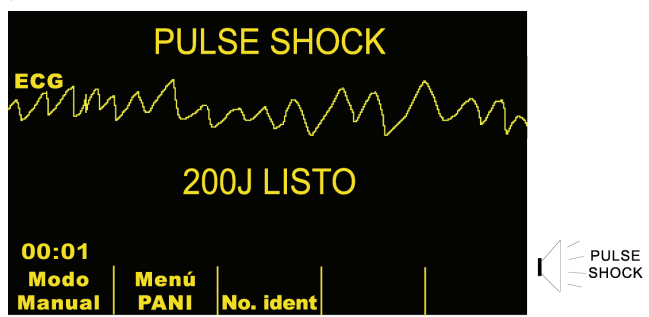 PULSE SHOCK
ECG
200J LISTO
00:01
Modo Manual
Menú PANI
No. ident
PULSE
SHOCK